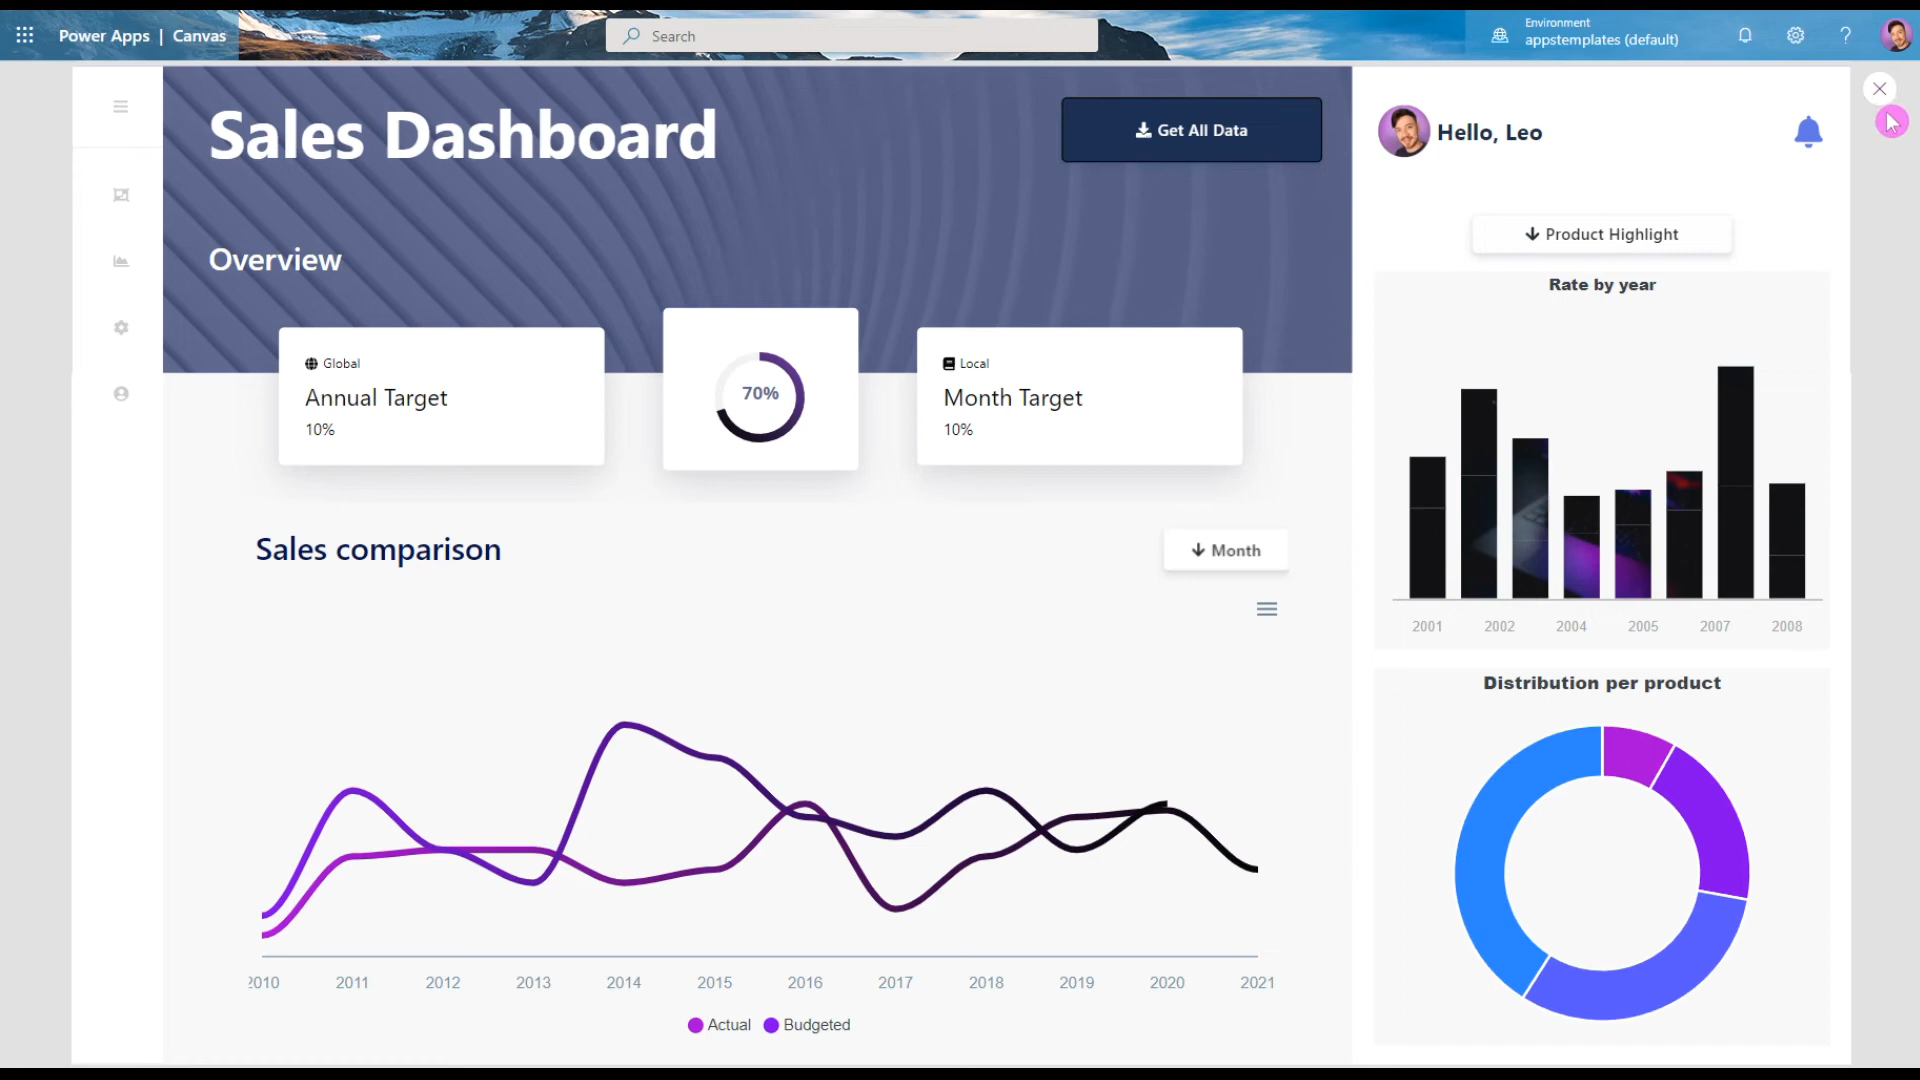 Power Apps | Canvas
Search
Environment
appstemplates (default)
Sales Dashboard
Get All Data
Hello, Leo
Overview
Product Highlight
Rate by year
Global
Annual Target
10%
70%
Local
Month Target
10%
2001 2002 2004 2005 2007 2008
Sales comparison
Month
Distribution per product
2010 2011 2012 2013 2014 2015 2016 2017 2018 2019 2020 2021
Actual Budgeted